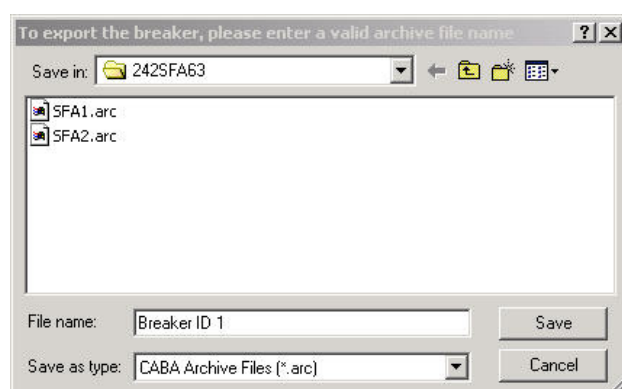 To export the breaker, please enter a valid archive file name
Save in: 242SFA63
SFA1.arc
SFA2.arc
File name: Breaker ID 1 Save
Save as type: CABA Archive Files (*.arc) Cancel